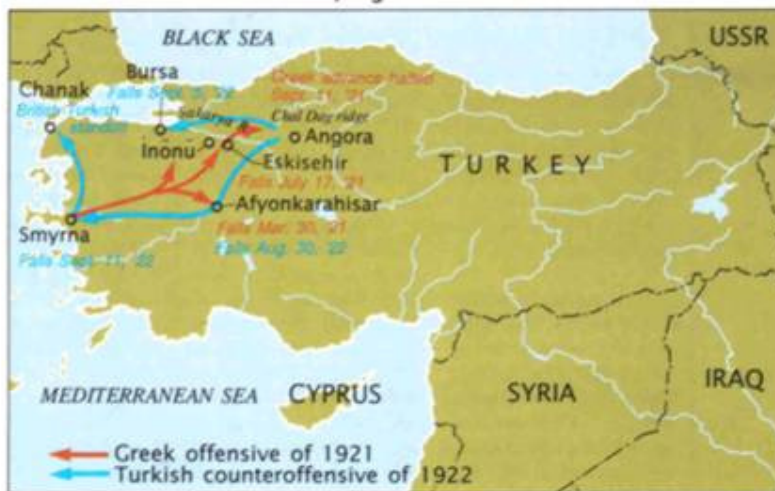 BLACK SEA
USSR
Chanak
British Turkish
standoff
Bursa
Falls Sept. 5, '22
Greek advance halted
Sept. 11, '21
Sakarya R.
Chal Dag ridge
Angora
Inonu
Eskisehir
Falls July 17, '21
TURKEY
Afyonkarahisar
Falls Mar. 30, '21
Falls Aug. 30, '22
Smyrna
Falls Sept. 11, '22
MEDITERRANEAN SEA
CYPRUS
SYRIA
IRAQ
Greek offensive of 1921
Turkish counteroffensive of 1922